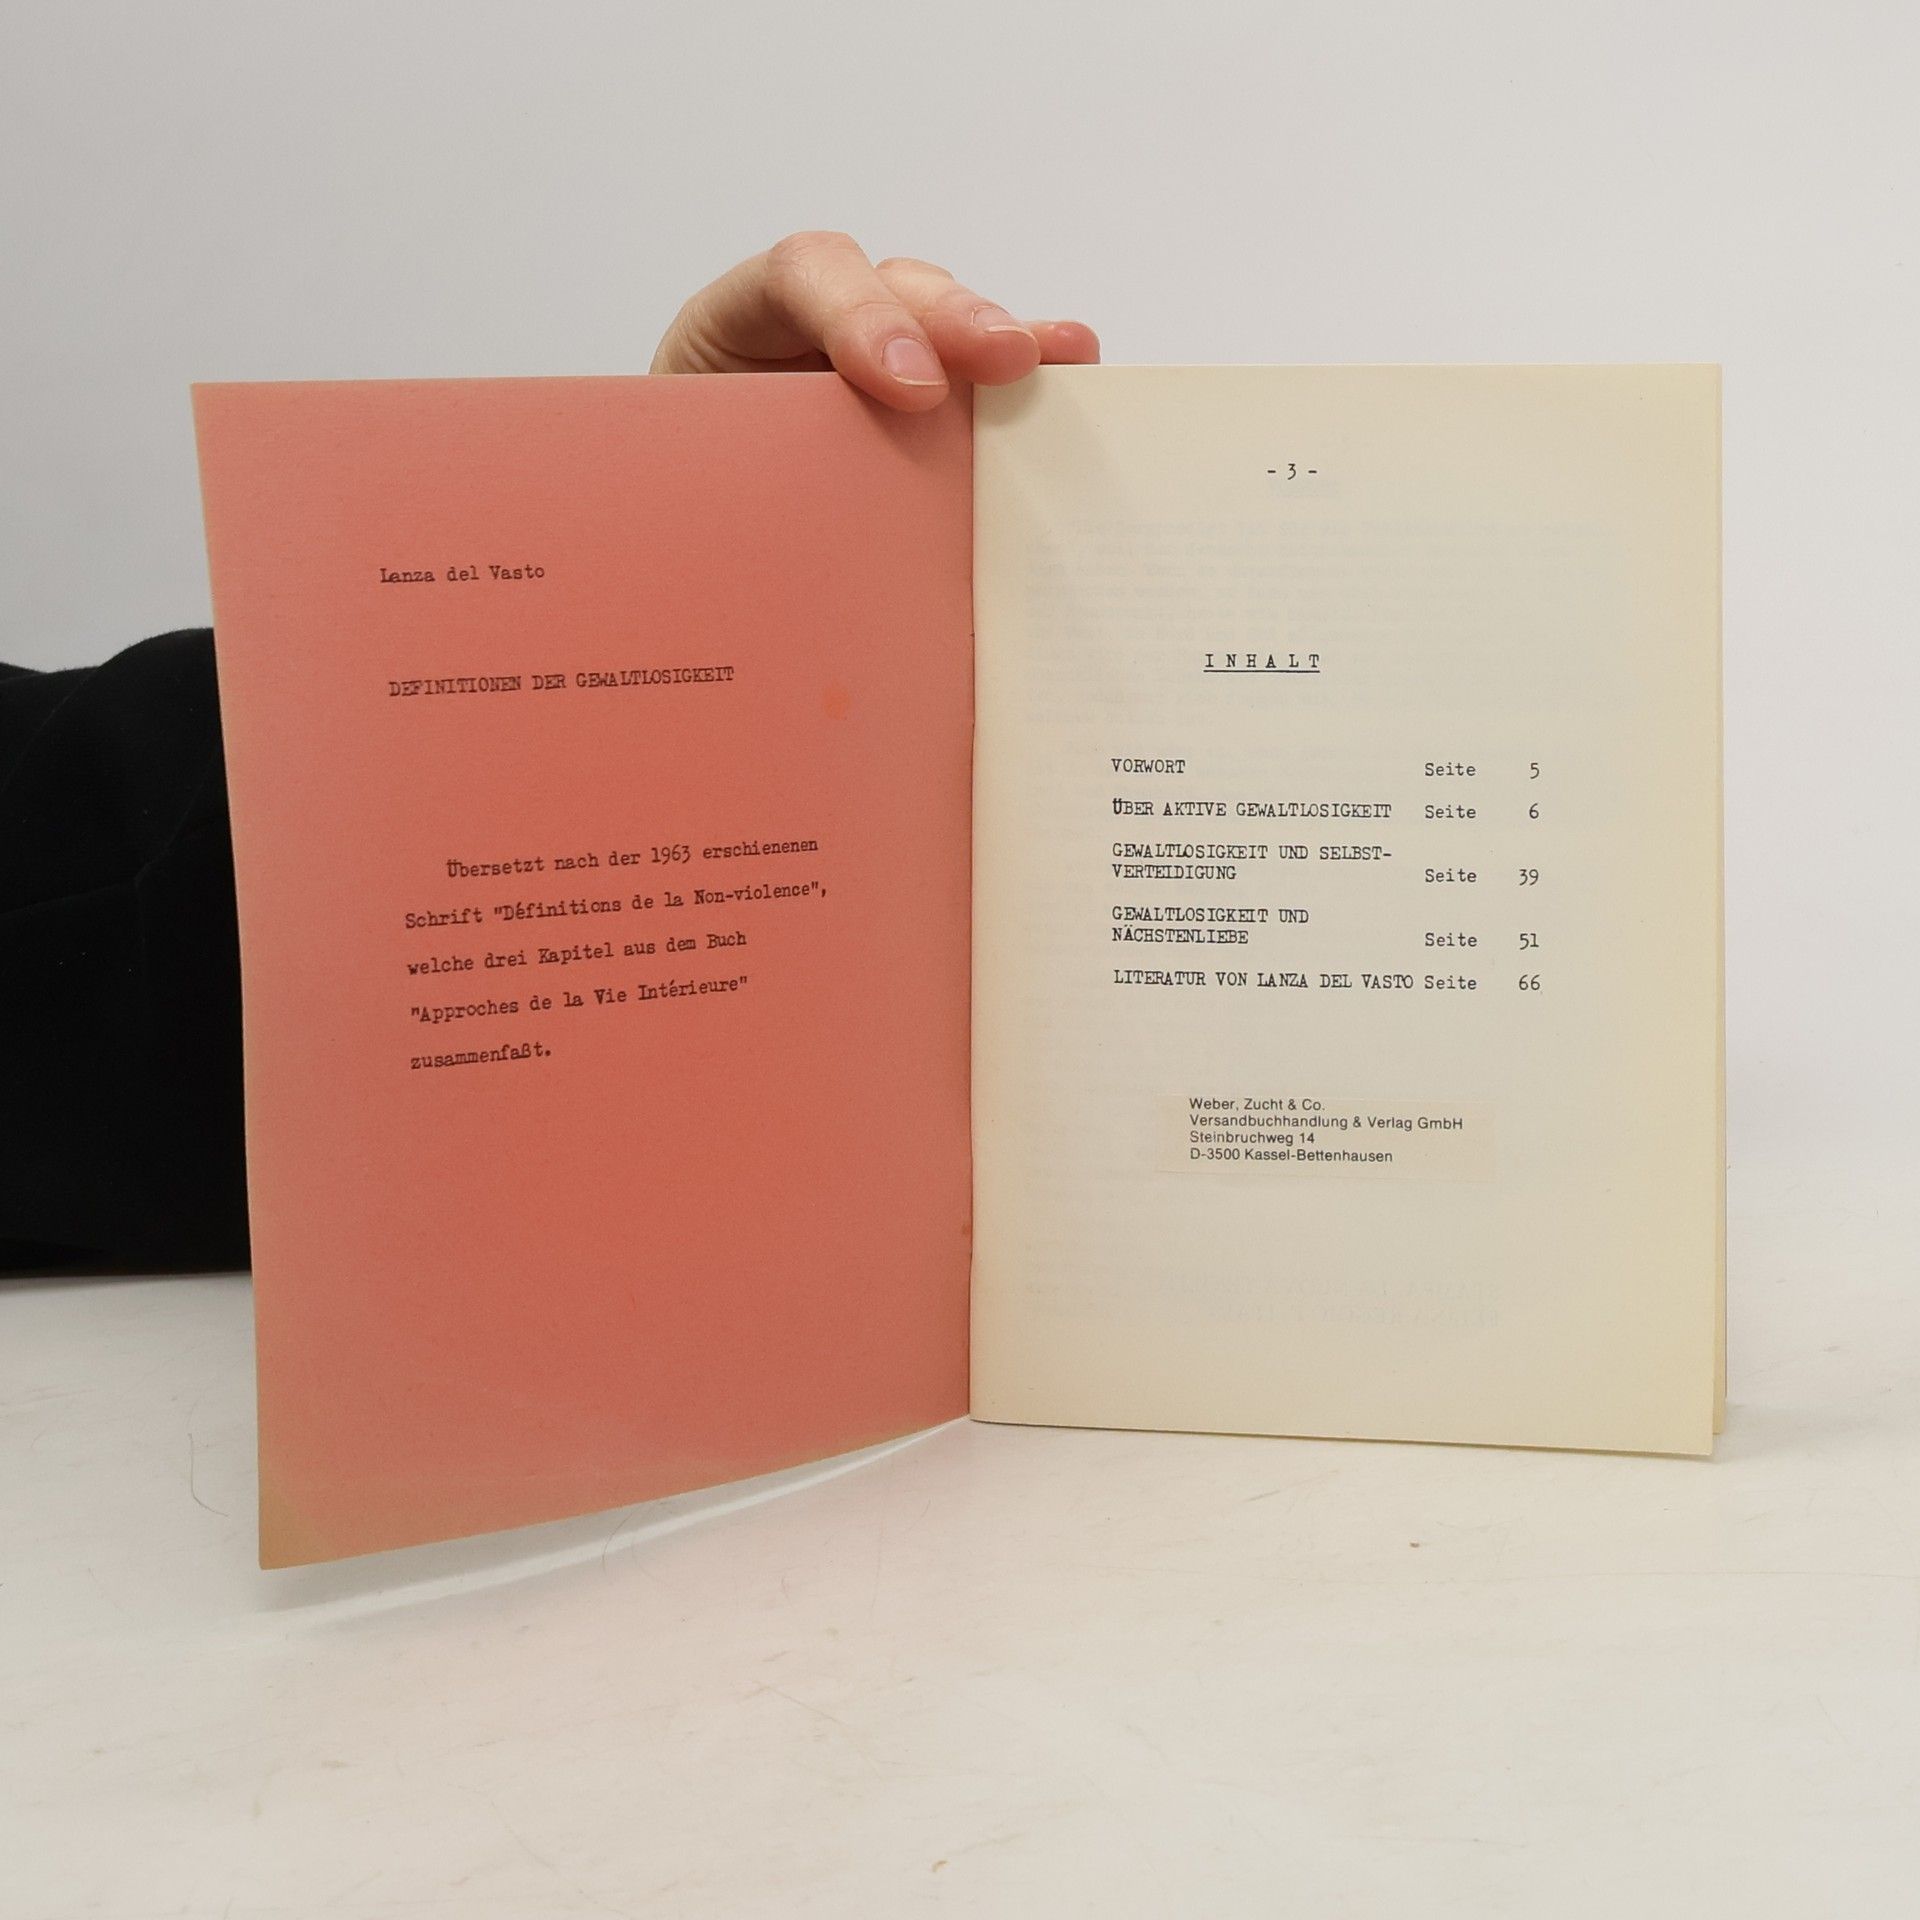 Lanza del Vasto
DEFINITIONEN DER GEWALTLOSIGKEIT
Übersetzt nach der 1963 erschienenen
Schrift "Définitions de la Non-violence",
welche drei Kapitel aus dem Buch
"Approches de la Vie Intérieure"
zusammenfaßt.
- 3 -
INHALT
VORWORT Seite 5
ÜBER AKTIVE GEWALTLOSIGKEIT Seite 6
GEWALTLOSIGKEIT UND SELBST-
VERTEIDIGUNG Seite 39
GEWALTLOSIGKEIT UND
NÄCHSTENLIEBE Seite 51
LITERATUR VON LANZA DEL VASTO Seite 66
Weber, Zucht & Co.
Versandbuchhandlung & Verlag GmbH
Steinbruchweg 14
D-3500 Kassel-Bettenhausen